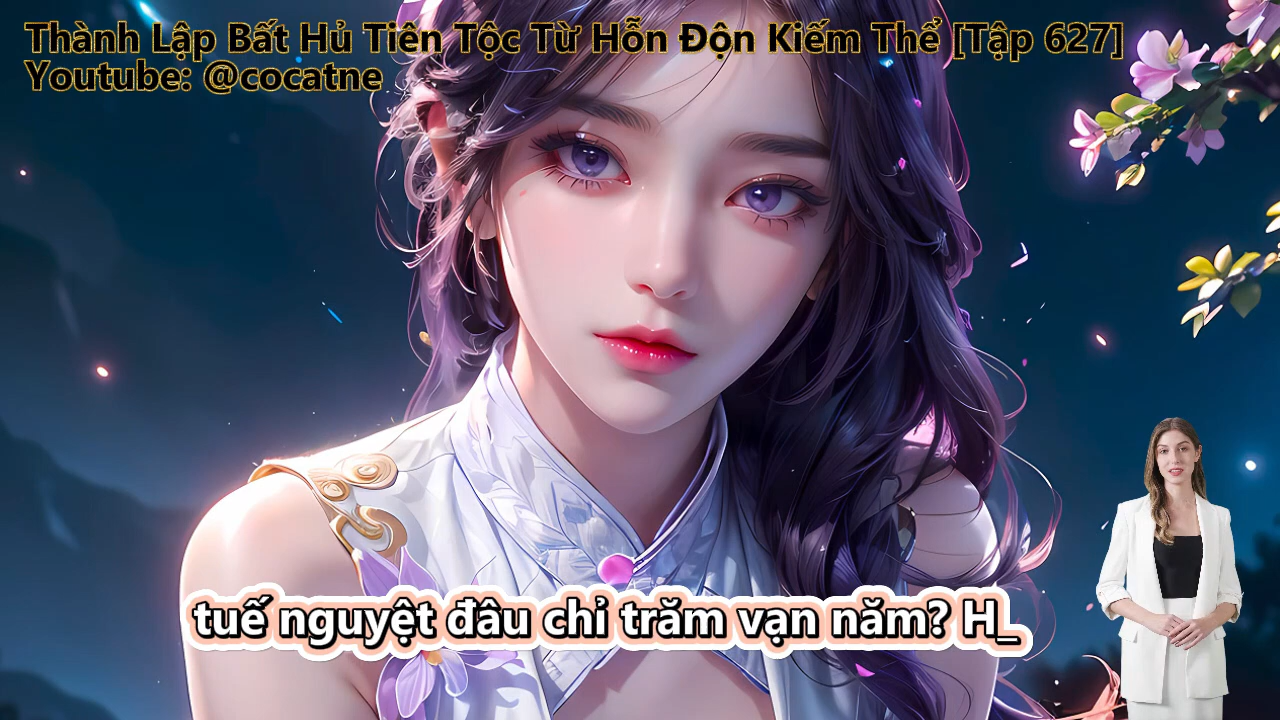 Thành Lập Bất Hủ Tiên Tộc Từ Hỗn Độn Kiếm Thể [Tập 627]
Youtube: @cocatne
tuế nguyệt đâu chỉ trăm vạn năm? H_